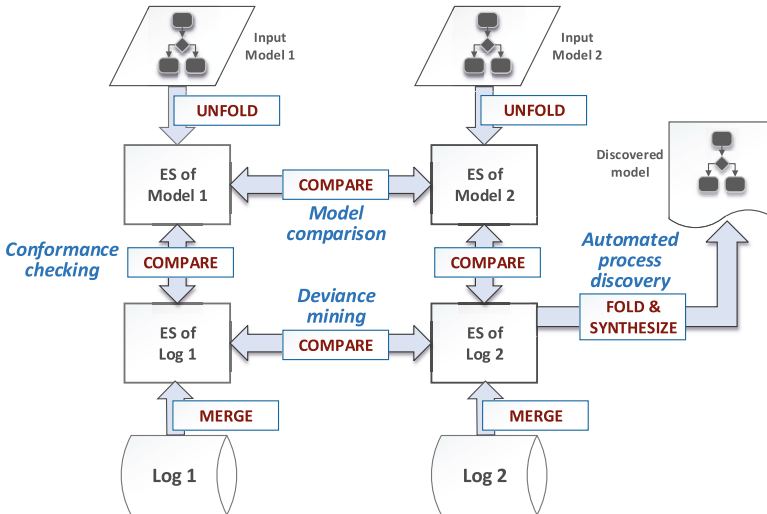 Input
Model 1
Input
Model 2
UNFOLD
UNFOLD
ES of
Model 1
COMPARE
ES of
Model 2
Discovered
model
Model
comparison
Conformance
checking
COMPARE
COMPARE
Automated
process
discovery
Deviance
mining
FOLD &
SYNTHESIZE
ES of
Log 1
COMPARE
ES of
Log 2
MERGE
MERGE
Log 1
Log 2